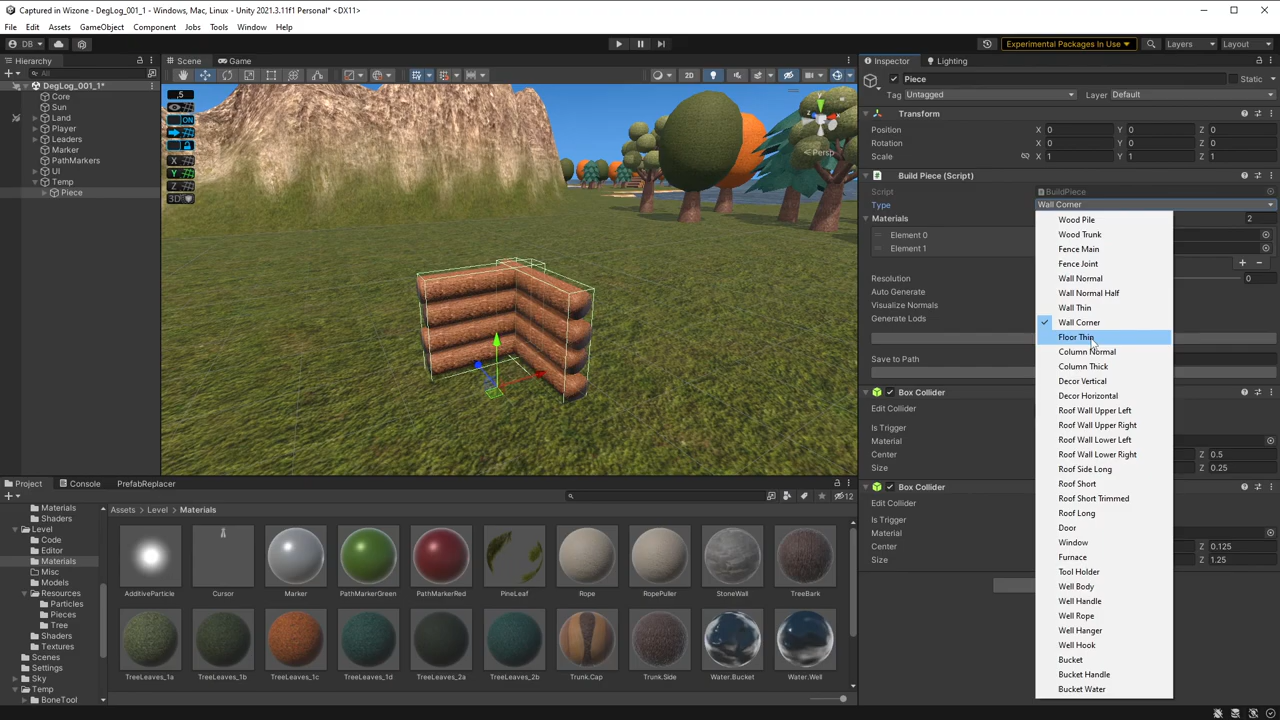 Captured in Wizone - DegLog_001_1 - Windows, Mac, Linux - Unity 2021.3.11f1 Personal* <DX11>
File Edit Assets GameObject Component Jobs Tools Window Help
DB Experimental Packages In Use Layers Layout
Hierarchy Scene Game Inspector Lighting
All 2D
DegLog_001_1*
Core
Sun
Land
Player
Leaders
Marker
PathMarkers
UI
Temp
Piece
,5
ON
X
Y
Z
3D
y
Persp
Piece Static
Tag Untagged Layer Default
Transform
Position X 0 Y 0 Z 0
Rotation X 0 Y 0 Z 0
Scale X 1 Y 1 Z 1
Build Piece (Script)
Script BuildPiece
Type Wall Corner
Materials 2
Element 0
Element 1
Resolution 0
Auto Generate
Visualize Normals
Generate Lods
Save to Path
Box Collider
Edit Collider
Is Trigger
Material
Center 0.5
Size 0.25
Box Collider
Edit Collider
Is Trigger
Material
Center 0.125
Size 1.25
Wood Pile
Wood Trunk
Fence Main
Fence Joint
Wall Normal
Wall Normal Half
Wall Thin
Wall Corner
Floor Thin
Column Normal
Column Thick
Decor Vertical
Decor Horizontal
Roof Wall Upper Left
Roof Wall Upper Right
Roof Wall Lower Left
Roof Wall Lower Right
Roof Side Long
Roof Short
Roof Short Trimmed
Roof Long
Door
Window
Furnace
Tool Holder
Well Body
Well Handle
Well Rope
Well Hanger
Well Hook
Bucket
Bucket Handle
Bucket Water
Project Console PrefabReplacer
12
Materials
Shaders
Level
Code
Editor
Materials
Misc
Models
Resources
Particles
Pieces
Tree
Shaders
Textures
Scenes
Settings
Sky
Temp
BoneTool
Assets > Level > Materials
AdditiveParticle Cursor Marker PathMarkerGreen PathMarkerRed PineLeaf Rope RopePuller StoneWall TreeBark
TreeLeaves_1a TreeLeaves_1b TreeLeaves_1c TreeLeaves_1d TreeLeaves_2a TreeLeaves_2b Trunk.Cap Trunk.Side Water.Bucket Water.Well